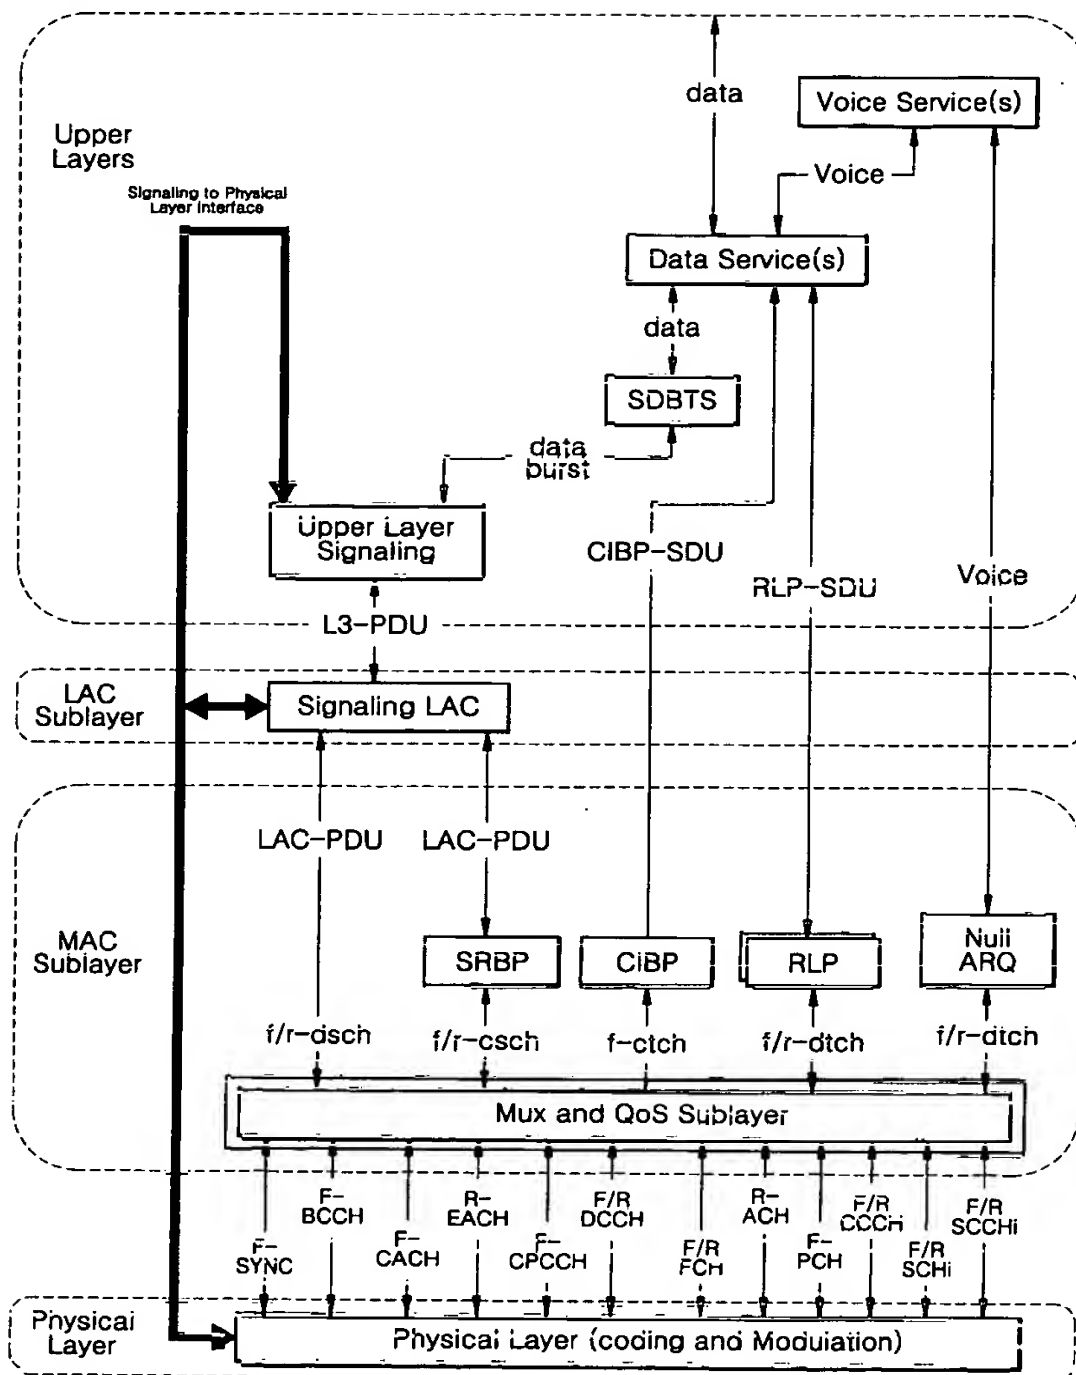 data
Voice Service(s)
Upper
Layers
Signaling to Physical
Layer Interface
Voice
Data Service(s)
data
SDBTS
data
burst
Upper Layer
Signaling
CIBP-SDU
RLP-SDU
Voice
L3-PDU
LAC
Sublayer
Signaling LAC
LAC-PDU
LAC-PDU
MAC
Sublayer
SRBP
CIBP
RLP
Null
ARQ
f/r-dsch
f/r-csch
f-ctch
f/r-dtch
f/r-dtch
Mux and QoS Sublayer
F-
SYNC
F-
BCCH
F-
CACH
R-
EACH
F-
CPCCH
F/R
DCCH
F/R
FCH
R-
ACH
F-
PCH
F/R
CCCHi
F/R
SCHi
F/R
SCCHi
Physical
Layer
Physical Layer (coding and Modulation)